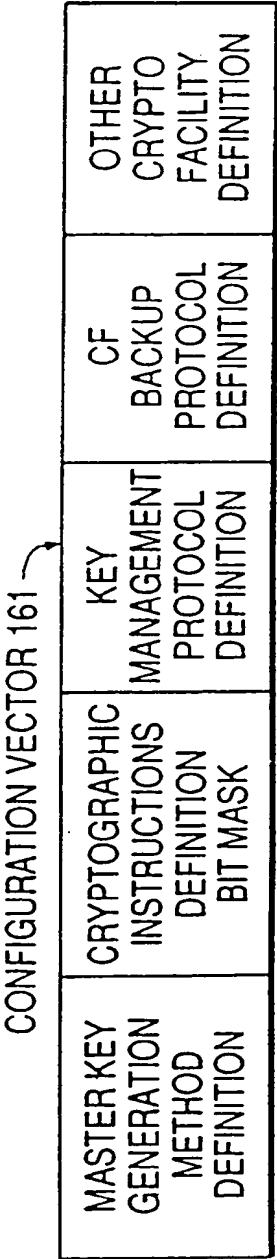 CONFIGURATION VECTOR 161
MASTER KEY
GENERATION
METHOD
DEFINITION
CRYPTOGRAPHIC
INSTRUCTIONS
DEFINITION
BIT MASK
KEY
MANAGEMENT
PROTOCOL
DEFINITION
CF
BACKUP
PROTOCOL
DEFINITION
OTHER
CRYPTO
FACILITY
DEFINITION